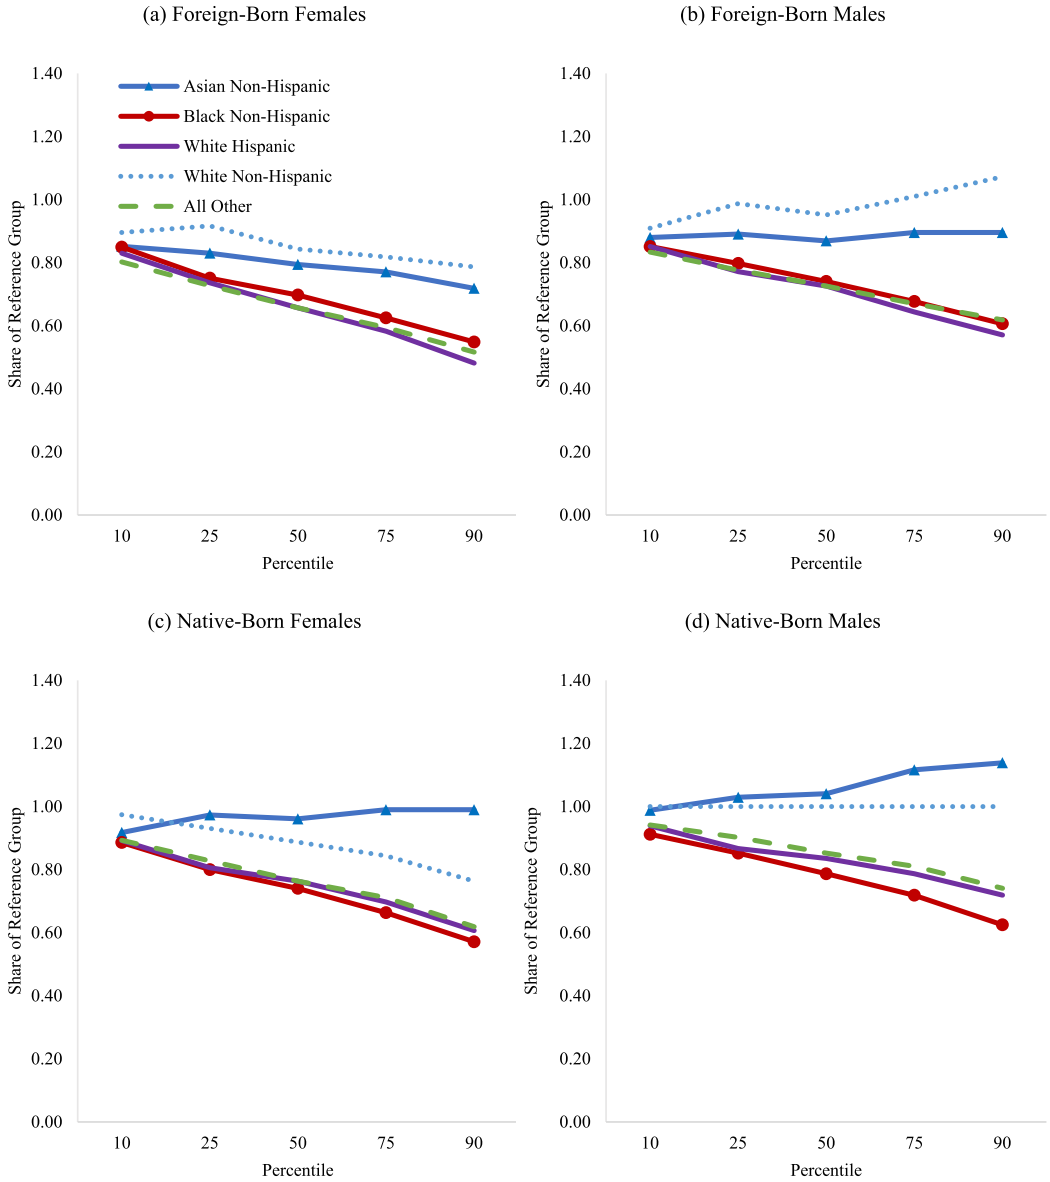 (a) Foreign-Born Females
Share of Reference Group
1.40
1.20
1.00
0.80
0.60
0.40
0.20
0.00
Asian Non-Hispanic
Black Non-Hispanic
White Hispanic
White Non-Hispanic
All Other
10 25 50 75 90
Percentile
(b) Foreign-Born Males
Share of Reference Group
1.40
1.20
1.00
0.80
0.60
0.40
0.20
0.00
10 25 50 75 90
Percentile
(c) Native-Born Females
Share of Reference Group
1.40
1.20
1.00
0.80
0.60
0.40
0.20
0.00
10 25 50 75 90
Percentile
(d) Native-Born Males
Share of Reference Group
1.40
1.20
1.00
0.80
0.60
0.40
0.20
0.00
10 25 50 75 90
Percentile